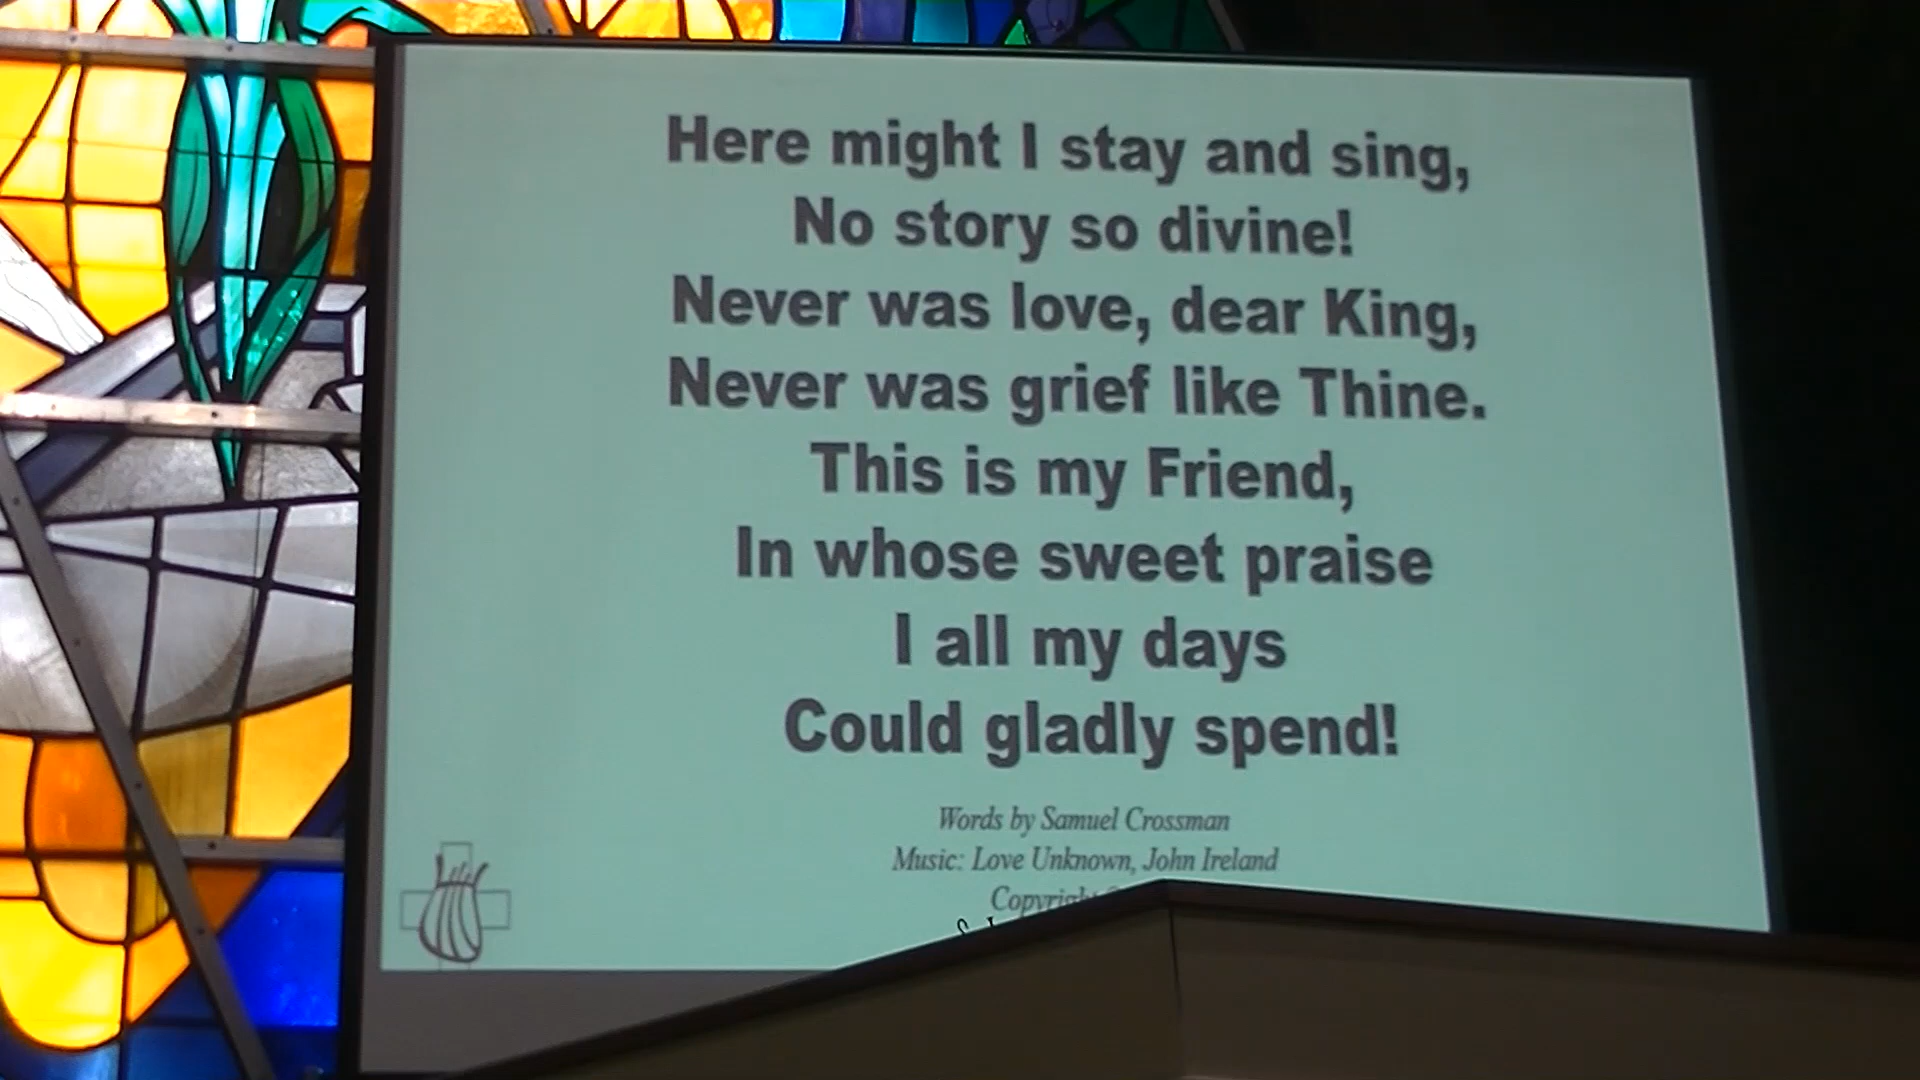 Here might I stay and sing,
No story so divine!
Never was love, dear King,
Never was grief like Thine.
This is my Friend,
In whose sweet praise
I all my days
Could gladly spend!
Words by Samuel Crossman
Music: Love Unknown, John Ireland